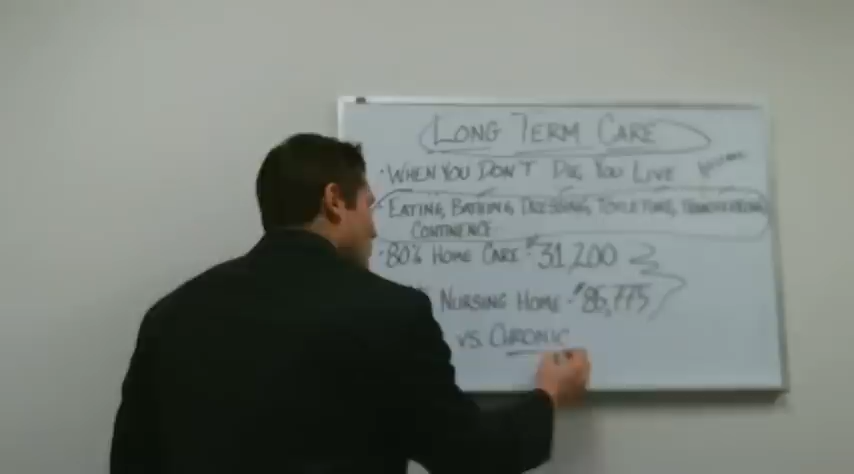 LONG TERM CARE
· WHEN YOU DON'T DIE, YOU LIVE
· EATING, BATHING, DRESSING, TOILETING, TRANSFERRING,
CONTINENCE
· 80% HOME CARE - $31,200
NURSING HOME - $85,775
VS. CHRONIC